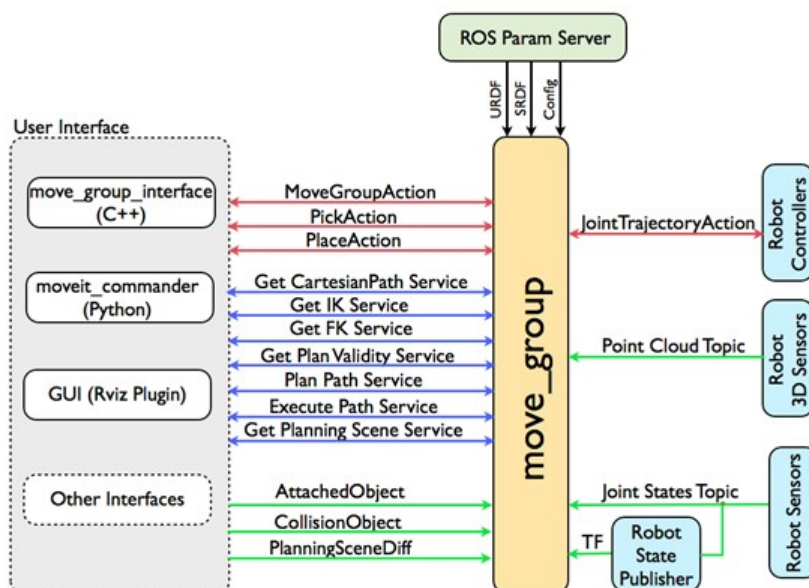 ROS Param Server
URDF
SRDF
Config
User Interface
move_group_interface
(C++)
moveit_commander
(Python)
GUI (Rviz Plugin)
Other Interfaces
MoveGroupAction
PickAction
PlaceAction
Get CartesianPath Service
Get IK Service
Get FK Service
Get Plan Validity Service
Plan Path Service
Execute Path Service
Get Planning Scene Service
AttachedObject
CollisionObject
PlanningSceneDiff
move_group
JointTrajectoryAction
Robot
Controllers
Point Cloud Topic
Robot
3D Sensors
Joint States Topic
TF
Robot
State
Publisher
Robot Sensors